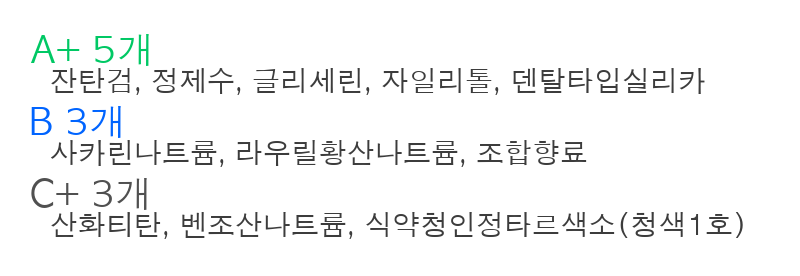 A+ 5개
잔탄검, 정제수, 글리세린, 자일리톨, 덴탈타입실리카
B 3개
사카린나트륨, 라우릴황산나트륨, 조합향료
C+ 3개
산화티탄, 벤조산나트륨, 식약청인정타르색소(청색1호)